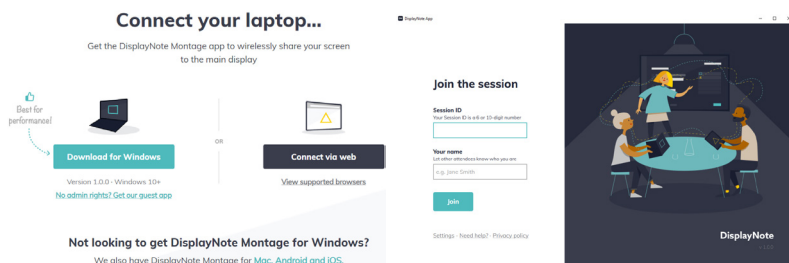 Connect your laptop...
Get the DisplayNote Montage app to wirelessly share your screen
to the main display
Best for
performance!
Download for Windows
Version 1.0.0 · Windows 10+
No admin rights? Get our guest app
OR
Connect via web
View supported browsers
Not looking to get DisplayNote Montage for Windows?
We also have DisplayNote Montage for Mac, Android and iOS.
DisplayNote App
Join the session
Session ID
Your Session ID is a 6 or 10-digit number
Your name
Let other attendees know who you are
e.g. Jane Smith
Join
Settings · Need help? · Privacy policy
DisplayNote